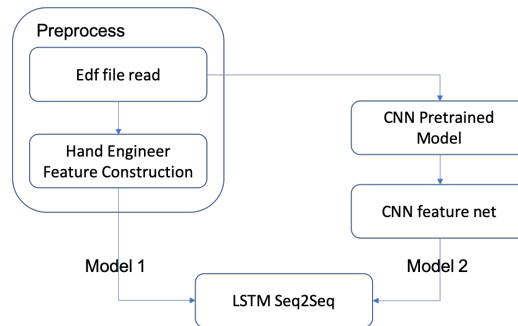 Preprocess
Edf file read
Hand Engineer
Feature Construction
CNN Pretrained
Model
CNN feature net
Model 1
Model 2
LSTM Seq2Seq